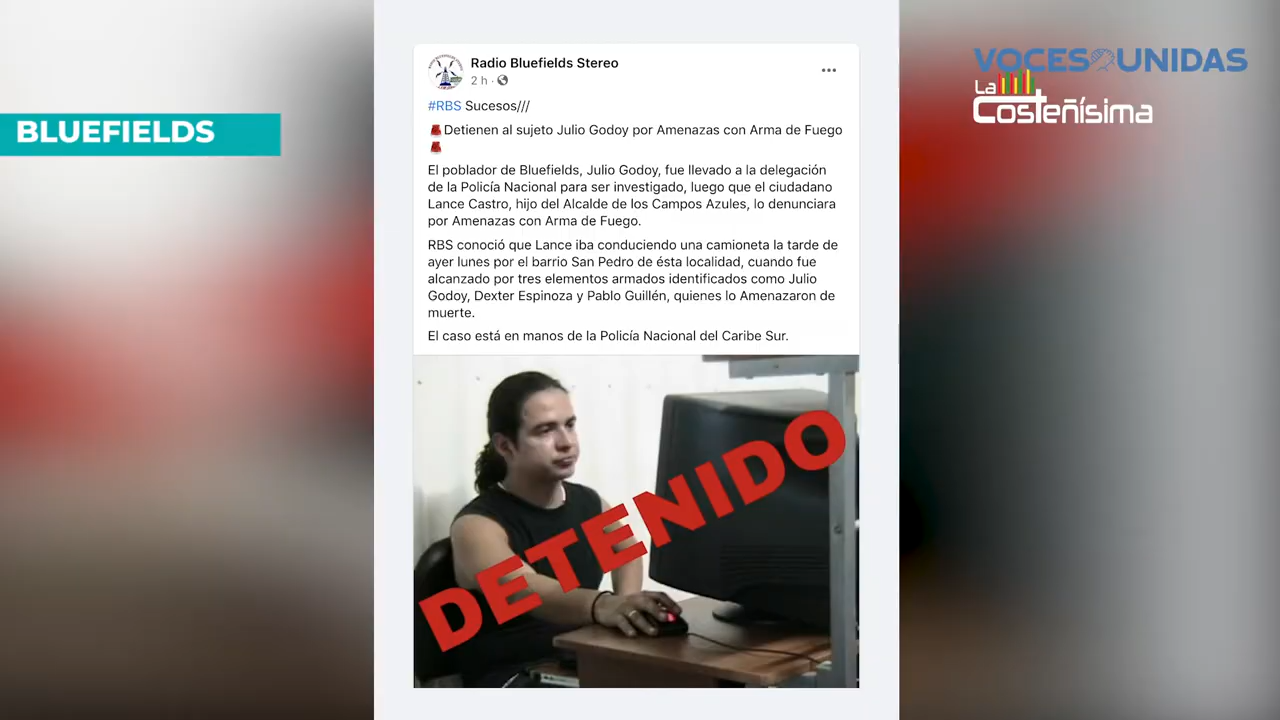 BLUEFIELDS
VOCES UNIDAS
La
Costeñísima
Radio Bluefields Stereo
2 h ·
#RBS Sucesos///
Detienen al sujeto Julio Godoy por Amenazas con Arma de Fuego
El poblador de Bluefields, Julio Godoy, fue llevado a la delegación
de la Policía Nacional para ser investigado, luego que el ciudadano
Lance Castro, hijo del Alcalde de los Campos Azules, lo denunciara
por Amenazas con Arma de Fuego.
RBS conoció que Lance iba conduciendo una camioneta la tarde de
ayer lunes por el barrio San Pedro de ésta localidad, cuando fue
alcanzado por tres elementos armados identificados como Julio
Godoy, Dexter Espinoza y Pablo Guillén, quienes lo Amenazaron de
muerte.
El caso está en manos de la Policía Nacional del Caribe Sur.
DETENIDO